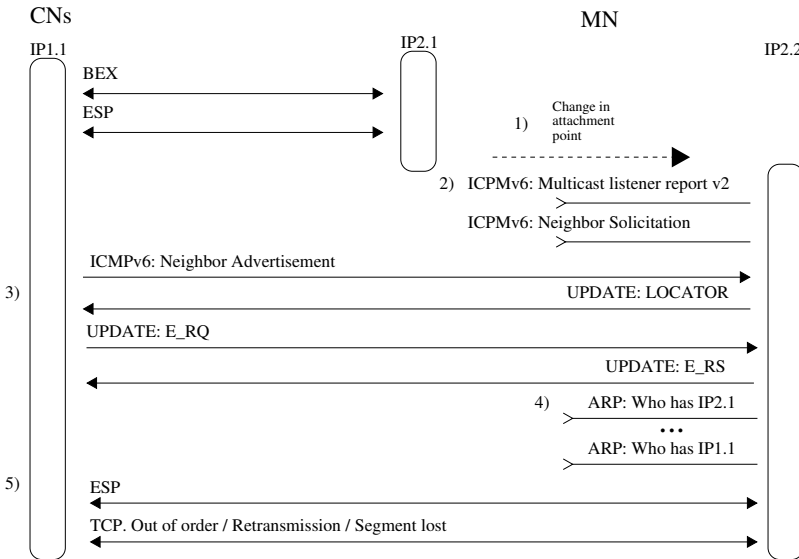 CNs
MN
IP1.1
IP2.1
IP2.2
BEX
ESP
1)
Change in
attachment
point
2) ICPMv6: Multicast listener report v2
ICPMv6: Neighbor Solicitation
ICMPv6: Neighbor Advertisement
3)
UPDATE: LOCATOR
UPDATE: E_RQ
UPDATE: E_RS
4) ARP: Who has IP2.1
...
ARP: Who has IP1.1
5)
ESP
TCP. Out of order / Retransmission / Segment lost